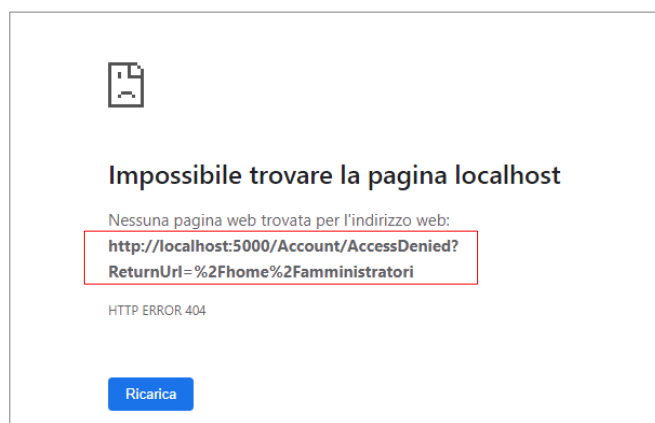 Impossibile trovare la pagina localhost
Nessuna pagina web trovata per l'indirizzo web:
http://localhost:5000/Account/AccessDenied?
ReturnUrl=%2Fhome%2Famministratori
HTTP ERROR 404
Ricarica